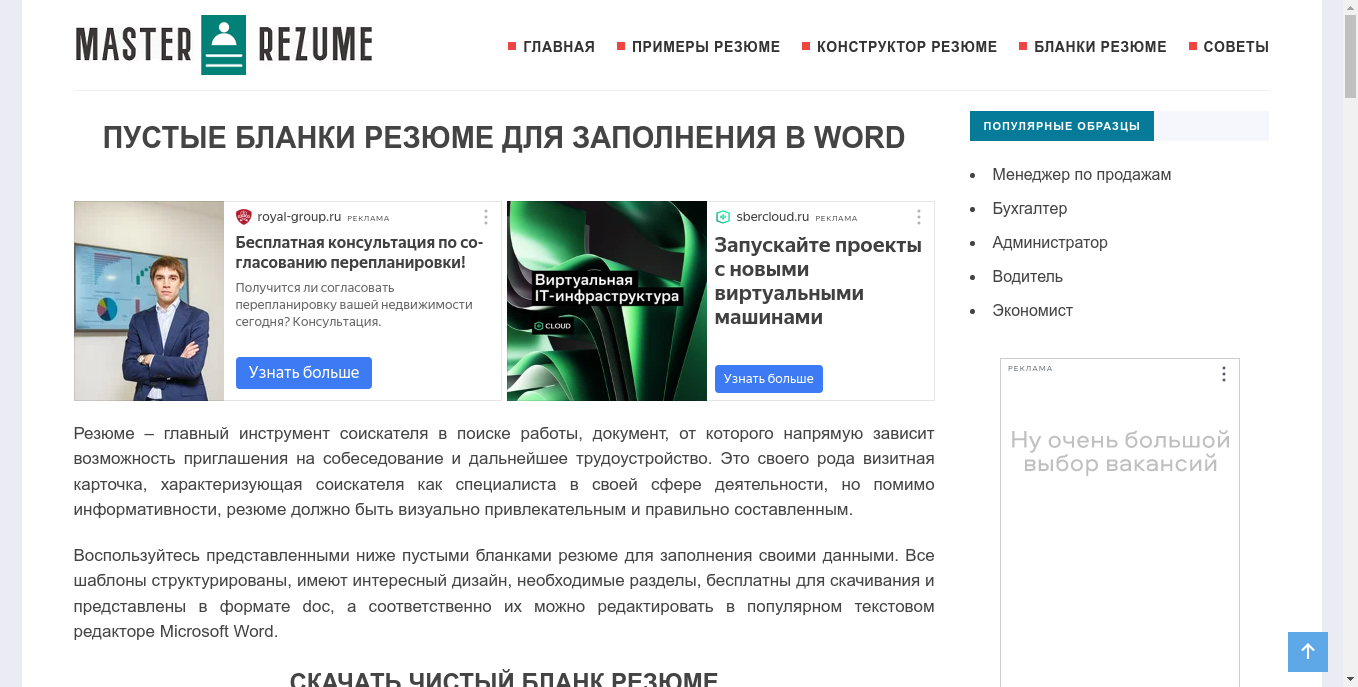 MASTER REZUME
ГЛАВНАЯ
ПРИМЕРЫ РЕЗЮМЕ
КОНСТРУКТОР РЕЗЮМЕ
БЛАНКИ РЕЗЮМЕ
СОВЕТЫ
ПУСТЫЕ БЛАНКИ РЕЗЮМЕ ДЛЯ ЗАПОЛНЕНИЯ В WORD
royal-group.ru РЕКЛАМА
Бесплатная консультация по со-
гласованию перепланировки!
Получится ли согласовать
перепланировку вашей недвижимости
сегодня? Консультация.
Узнать больше
Виртуальная
IT-инфраструктура
CLOUD
sbercloud.ru РЕКЛАМА
Запускайте проекты
с новыми
виртуальными
машинами
Узнать больше
Резюме – главный инструмент соискателя в поиске работы, документ, от которого напрямую зависит
возможность приглашения на собеседование и дальнейшее трудоустройство. Это своего рода визитная
карточка, характеризующая соискателя как специалиста в своей сфере деятельности, но помимо
информативности, резюме должно быть визуально привлекательным и правильно составленным.
Воспользуйтесь представленными ниже пустыми бланками резюме для заполнения своими данными. Все
шаблоны структурированы, имеют интересный дизайн, необходимые разделы, бесплатны для скачивания и
представлены в формате doc, а соответственно их можно редактировать в популярном текстовом
редакторе Microsoft Word.
СКАЧАТЬ ЧИСТЫЙ БЛАНК РЕЗЮМЕ
ПОПУЛЯРНЫЕ ОБРАЗЦЫ
Менеджер по продажам
Бухгалтер
Администратор
Водитель
Экономист
РЕКЛАМА
Ну очень большой
выбор вакансий